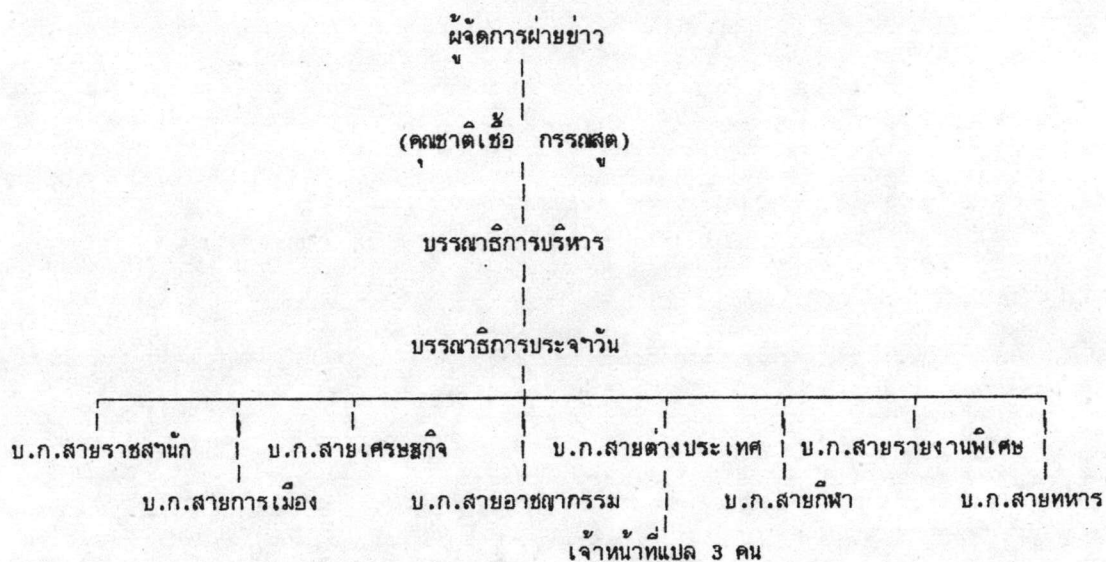 ผู้จัดการฝ่ายข่าว
(คุณชาติเชื้อ กรรณสูต)
บรรณาธิการบริหาร
บรรณาธิการประจำวัน
บ.ก.สายราชสำนัก บ.ก.สายเศรษฐกิจ บ.ก.สายต่างประเทศ บ.ก.สายรายงานพิเศษ
บ.ก.สายการเมือง บ.ก.สายอาชญากรรม บ.ก.สายกีฬา บ.ก.สายทหาร
เจ้าหน้าที่แปล 3 คน